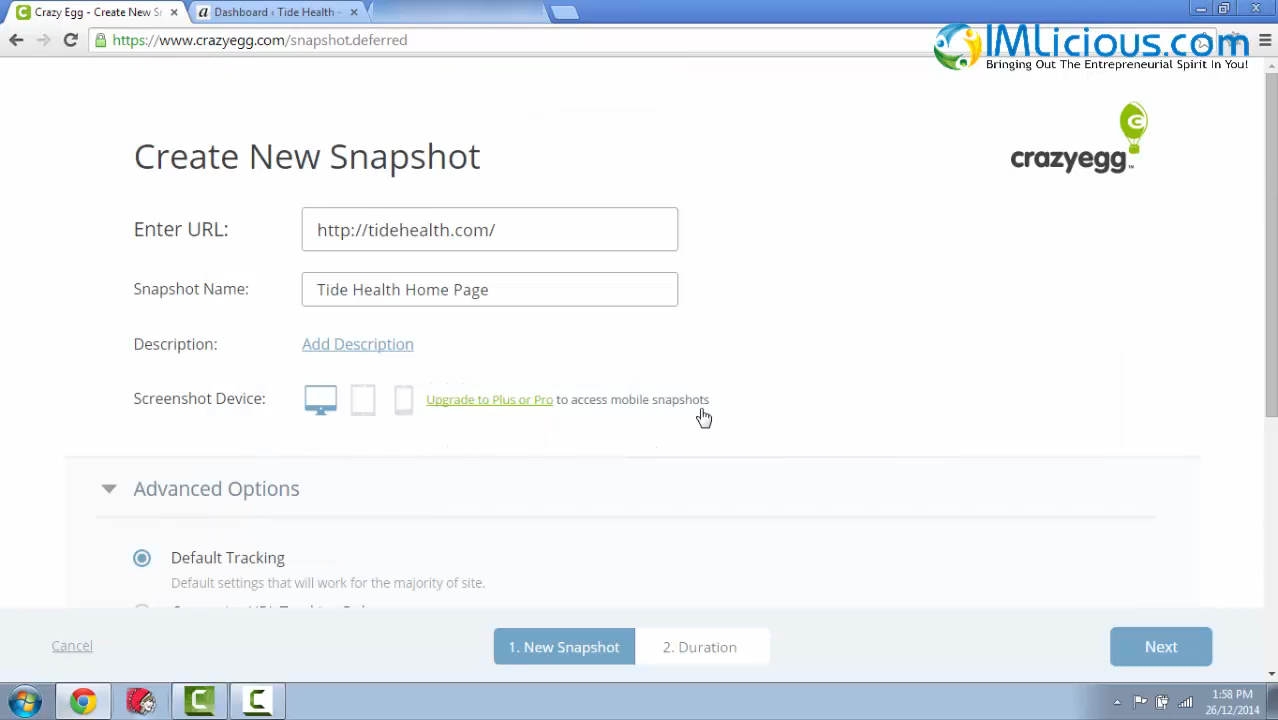 Crazy Egg - Create New S
Dashboard ‹ Tide Health -
https://www.crazyegg.com/snapshot.deferred
IMLicious.com
Bringing Out The Entrepreneurial Spirit In You!
Create New Snapshot
crazyegg™
Enter URL:
http://tidehealth.com/
Snapshot Name:
Tide Health Home Page
Description:
Add Description
Screenshot Device:
Upgrade to Plus or Pro to access mobile snapshots
Advanced Options
Default Tracking
Default settings that will work for the majority of site.
Cancel
1. New Snapshot
2. Duration
Next
1:58 PM
26/12/2014